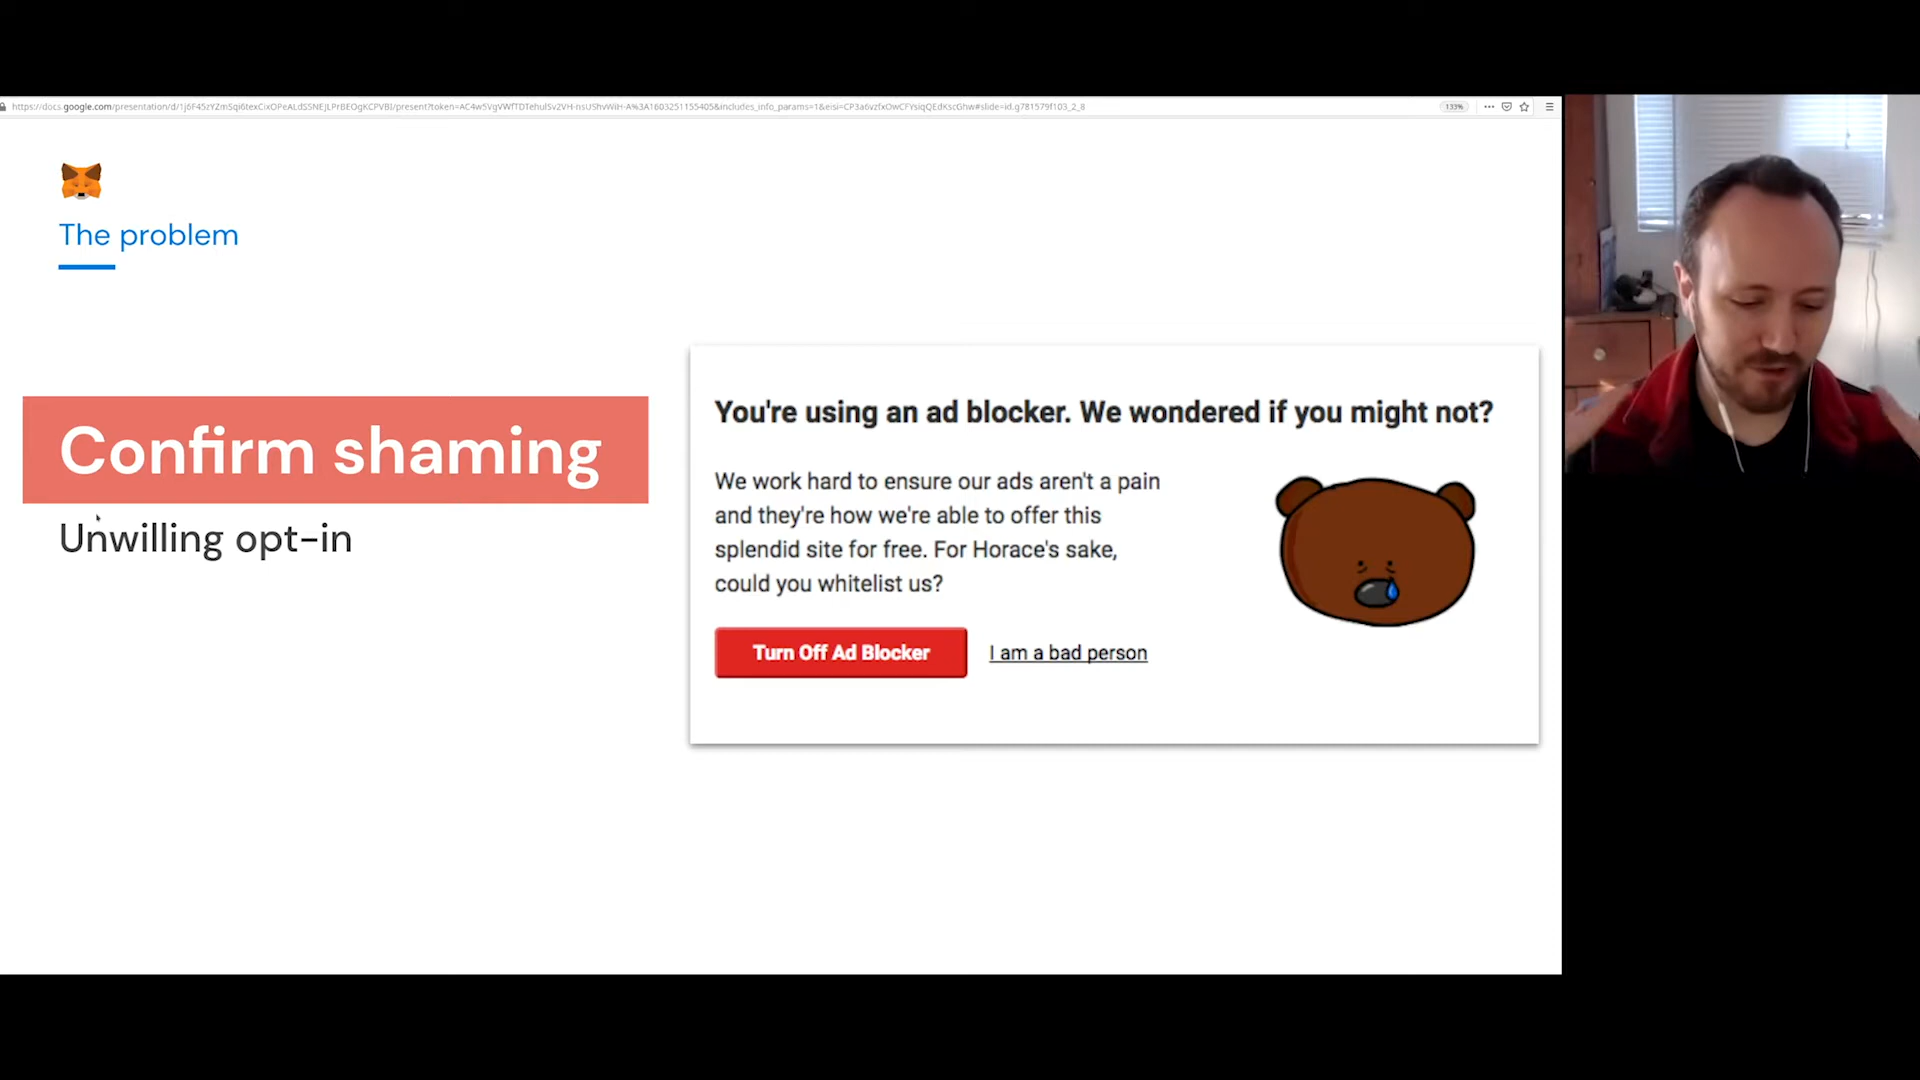 133%
The problem
Confirm shaming
Unwilling opt-in
You're using an ad blocker. We wondered if you might not?
We work hard to ensure our ads aren't a pain
and they're how we're able to offer this
splendid site for free. For Horace's sake,
could you whitelist us?
Turn Off Ad Blocker
I am a bad person